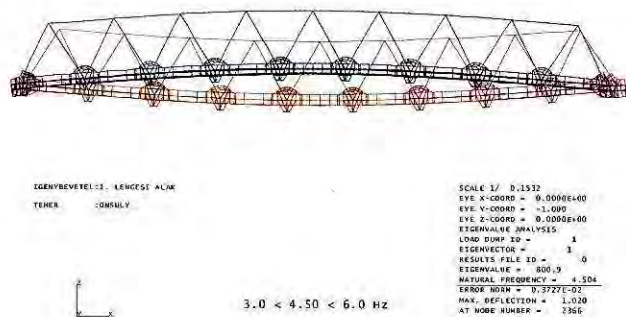 IGENYBEVETEL:1. LENGESI ALAK
TEHER :ONSULY
SCALE 1/ 0.1532
EYE X-COORD = 0.0000E+00
EYE Y-COORD = -1.000
EYE Z-COORD = 0.0000E+00
EIGENVALUE ANALYSIS
LOAD DUMP ID = 1
EIGENVECTOR = 1
RESULTS FILE ID = 0
EIGENVALUE = 800.9
NATURAL FREQUENCY = 4.504
ERROR NORM = 0.3727E-02
MAX. DEFLECTION = 1.020
AT NODE NUMBER = 2366
Z
Y X
3.0 < 4.50 < 6.0 Hz